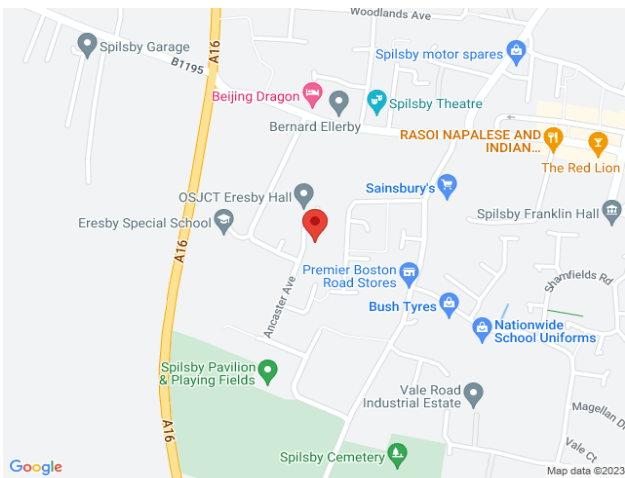 Woodlands Ave
Spilsby Garage
A16
B1195
Spilsby motor spares
Beijing Dragon
Spilsby Theatre
Bernard Ellerby
RASOI NAPALESE AND
INDIAN...
The Red Lion
OSJCT Eresby Hall
Sainsbury's
Eresby Special School
Spilsby Franklin Hall
A16
Premier Boston
Road Stores
Shamfields Rd
Ancaster Ave
Bush Tyres
Nationwide
School Uniforms
Spilsby Pavilion
& Playing Fields
Vale Road
Industrial Estate
Magellan D
A16
Vale Ct
Spilsby Cemetery
Google
Map data ©2023